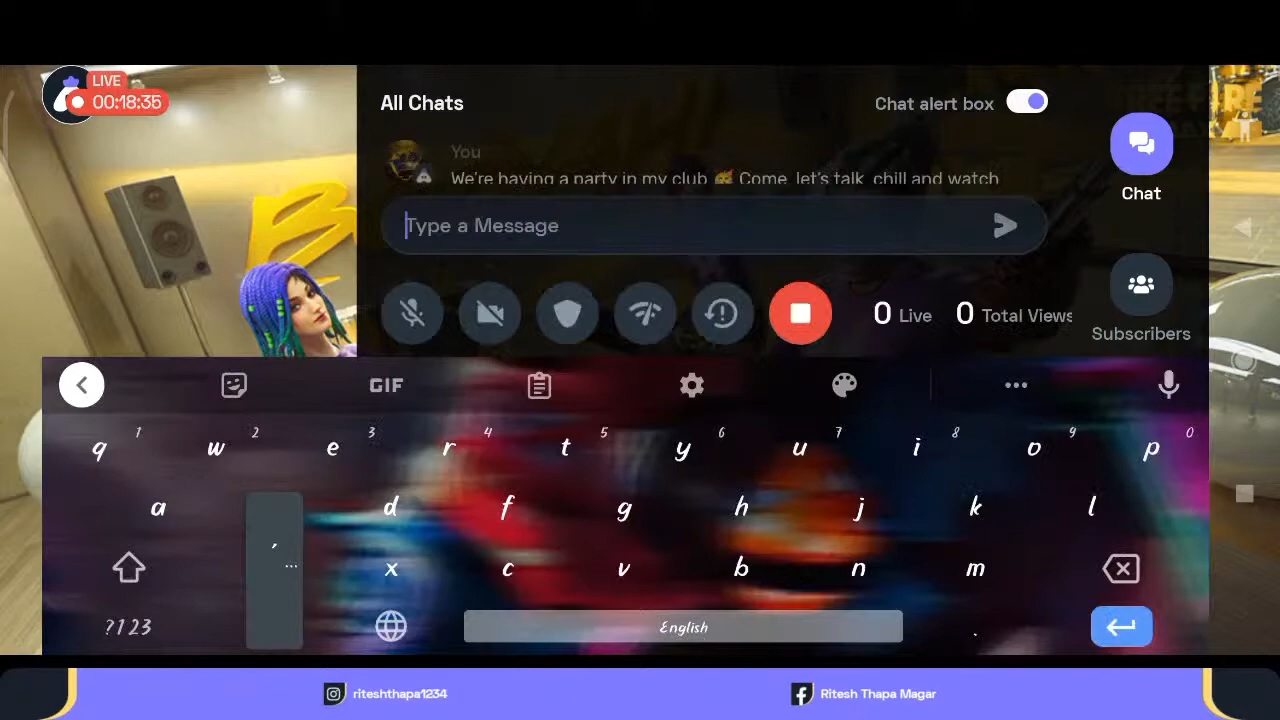 LIVE
00:18:35
All Chats
Chat alert box
You
We're having a party in my club 🥳 Come, let's talk, chill and watch
Type a Message
Chat
0 Live 0 Total Views
Subscribers
GIF
q 1 w 2 e 3 r 4 t 5 y 6 u 7 i 8 o 9 p 0
a d f g h j k l
, ...
x c v b n m
?123
English
.
riteshthapa1234
Ritesh Thapa Magar